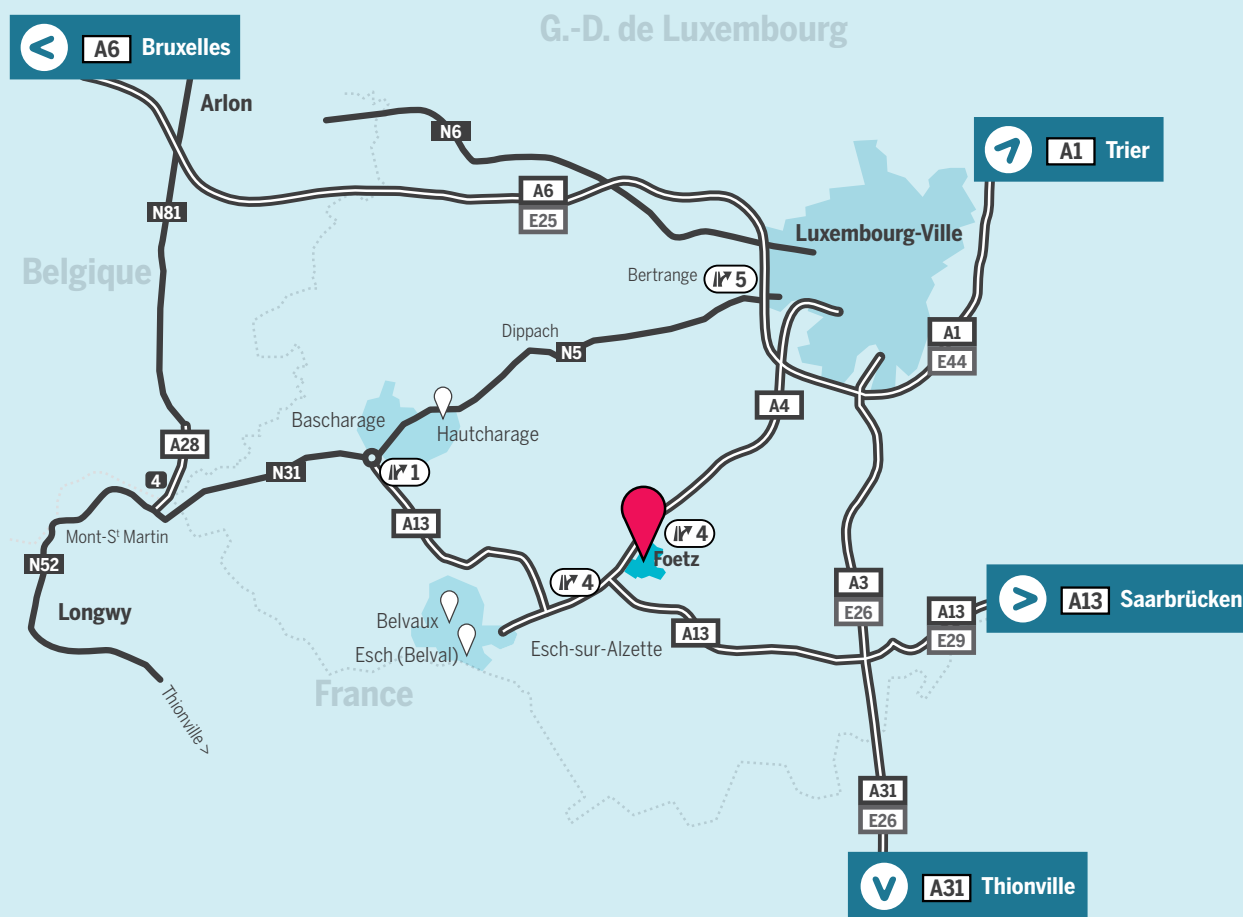 G.-D. de Luxembourg
A6 Bruxelles
Arlon
N6
A1 Trier
A6
E25
N81
Luxembourg-Ville
Belgique
Bertrange
5
Dippach
N5
A1
E44
A4
Bascharage
Hautcharage
A28
4
N31
1
A13
Mont-Sᵗ Martin
4
Foetz
N52
4
A3
E26
A13
E29
A13 Saarbrücken
Longwy
Belvaux
A13
Esch (Belval)
Esch-sur-Alzette
France
Thionville >
A31
E26
A31 Thionville